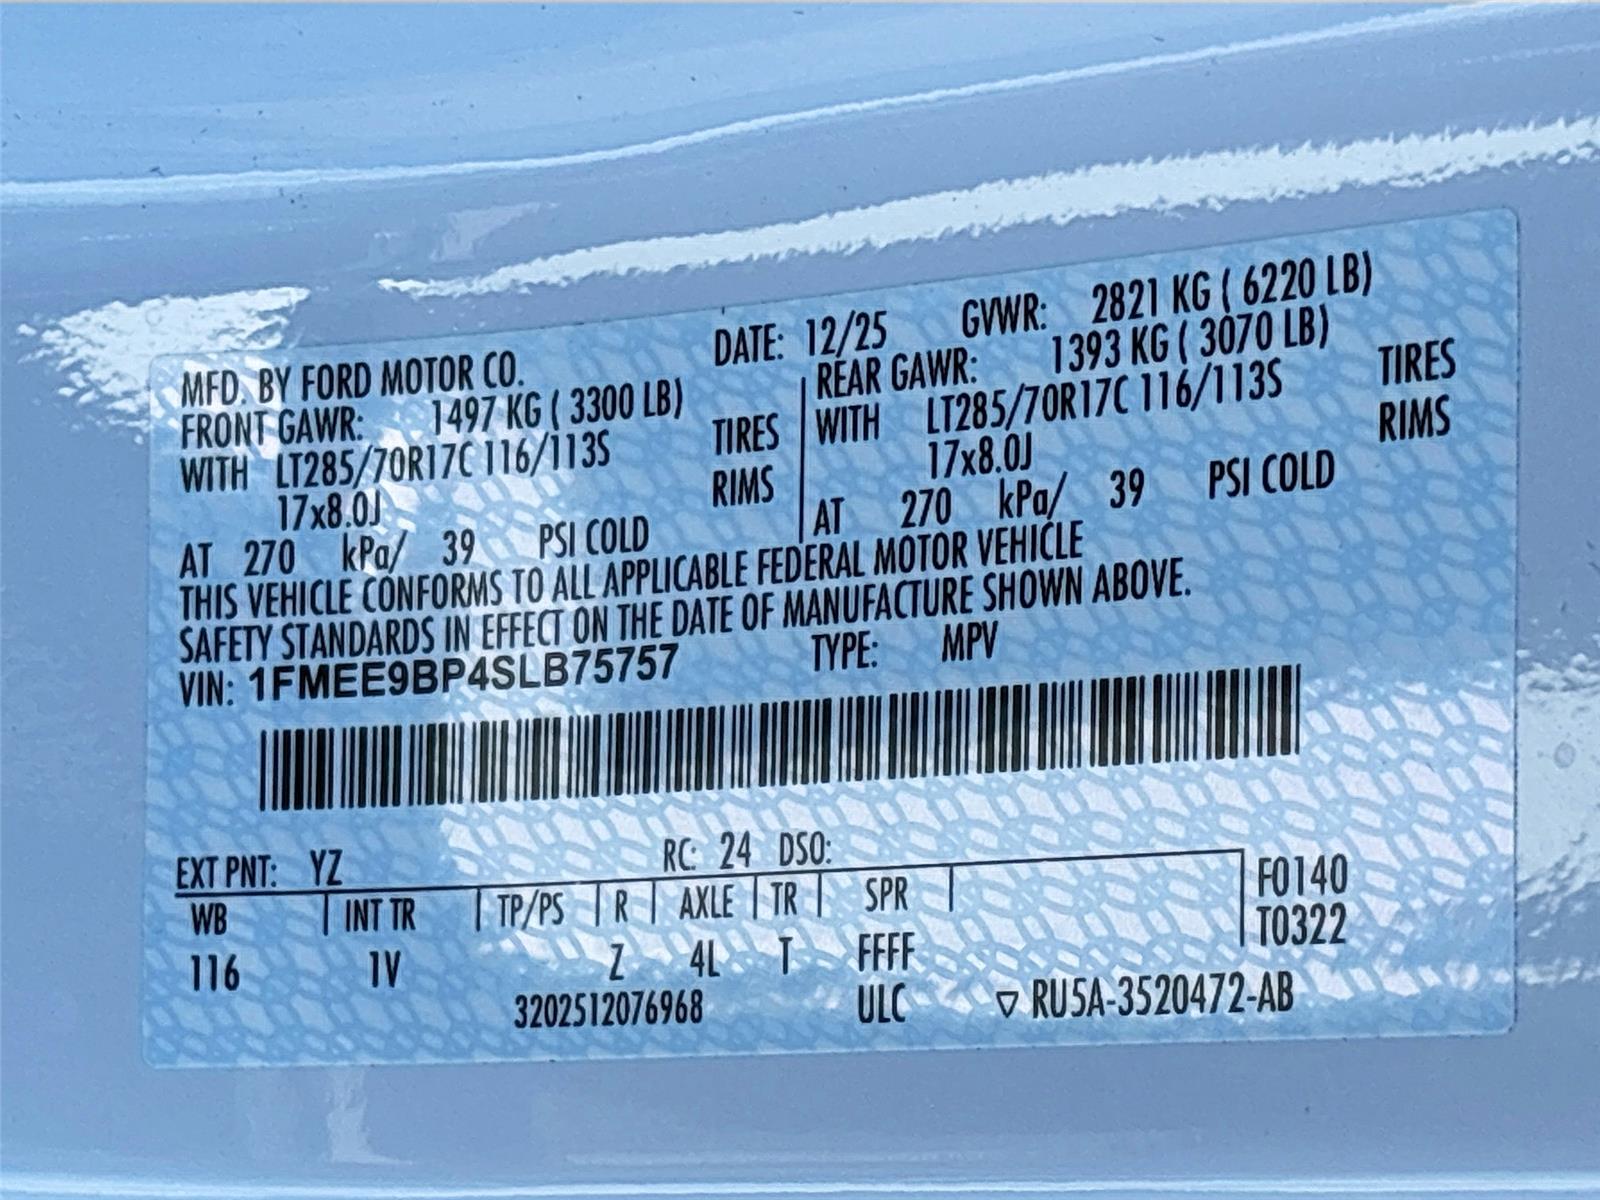 MFD. BY FORD MOTOR CO. DATE: 12/25 GVWR: 2821 KG ( 6220 LB)
FRONT GAWR: 1497 KG ( 3300 LB) REAR GAWR: 1393 KG ( 3070 LB)
WITH LT285/70R17C 116/113S TIRES WITH LT285/70R17C 116/113S TIRES
17x8.0J RIMS 17x8.0J RIMS
AT 270 kPa/ 39 PSI COLD AT 270 kPa/ 39 PSI COLD
THIS VEHICLE CONFORMS TO ALL APPLICABLE FEDERAL MOTOR VEHICLE
SAFETY STANDARDS IN EFFECT ON THE DATE OF MANUFACTURE SHOWN ABOVE.
VIN: 1FMEE9BP4SLB75757 TYPE: MPV
EXT PNT: YZ RC: 24 DSO:
WB INT TR TP/PS R AXLE TR SPR F0140
T0322
116 1V Z 4L T FFFF
3202512076968 ULC ▽ RU5A-3520472-AB